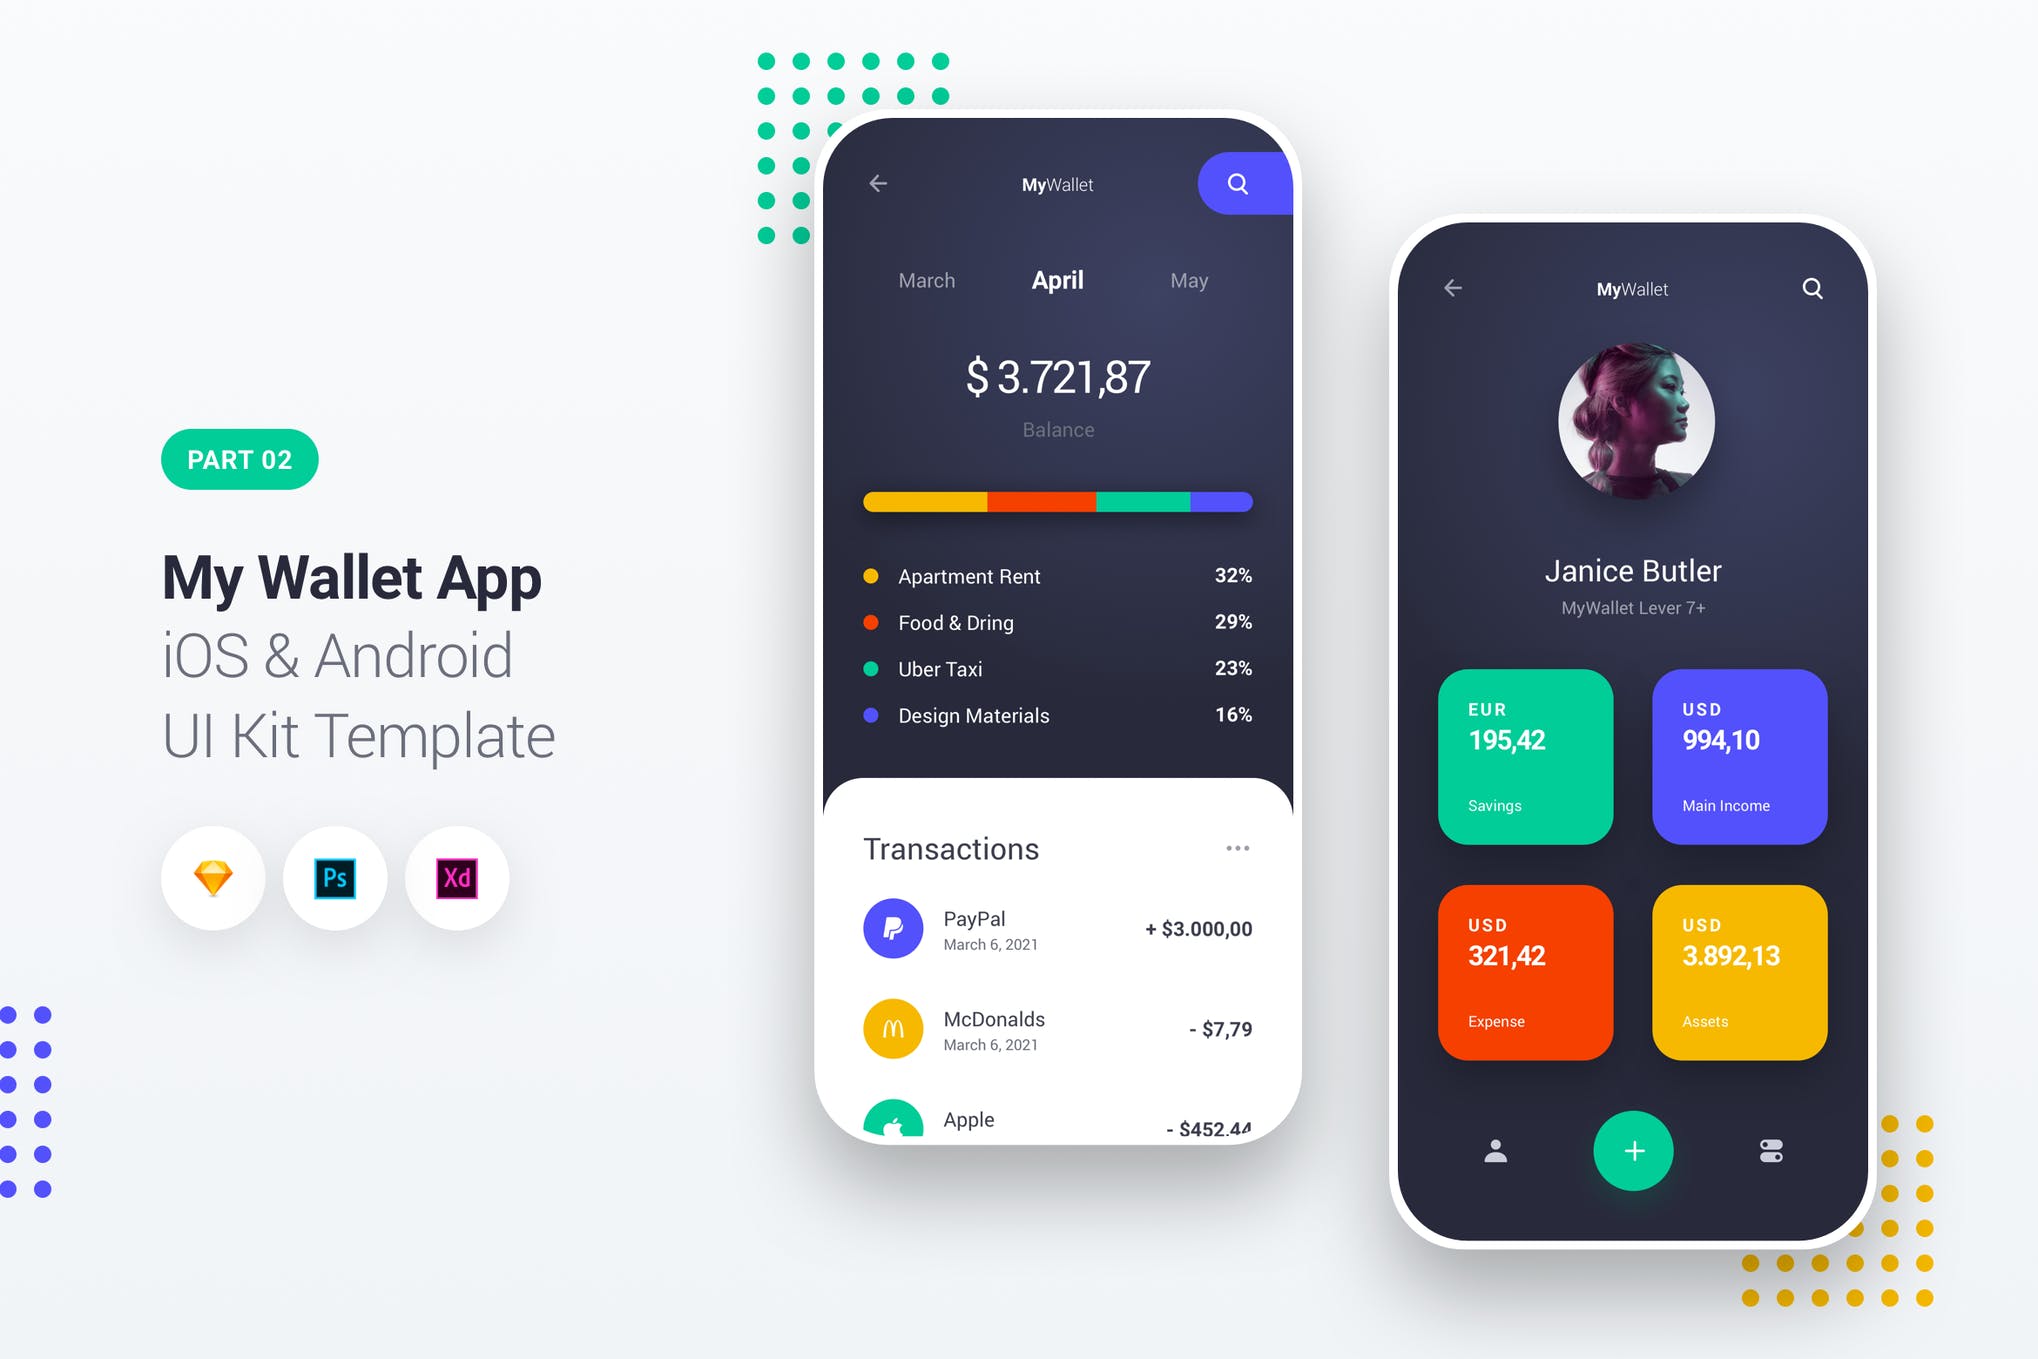 PART 02
My Wallet App
iOS & Android
UI Kit Template
Ps
Xd
MyWallet
March
April
May
$ 3.721,87
Balance
Apartment Rent 32%
Food & Dring 29%
Uber Taxi 23%
Design Materials 16%
Transactions
PayPal
March 6, 2021
+ $3.000,00
McDonalds
March 6, 2021
- $7,79
Apple
- $452,44
MyWallet
Janice Butler
MyWallet Lever 7+
EUR
195,42
Savings
USD
994,10
Main Income
USD
321,42
Expense
USD
3.892,13
Assets